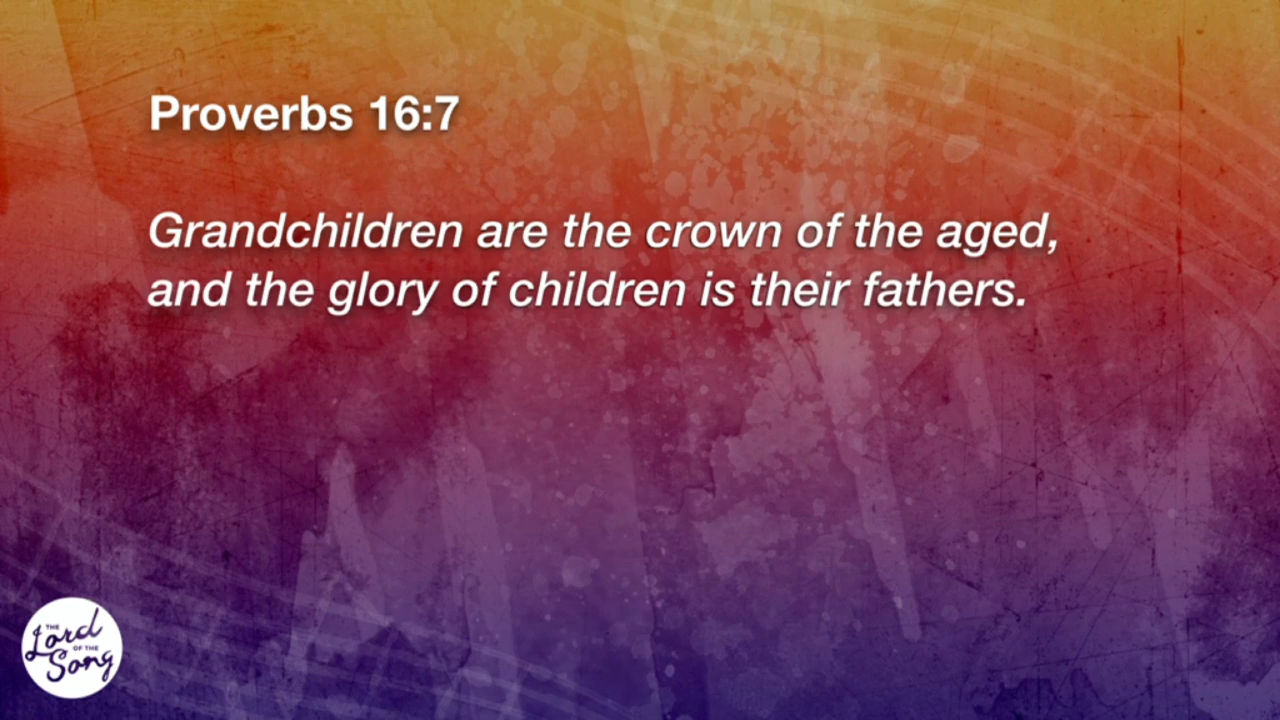 Proverbs 16:7
Grandchildren are the crown of the aged,
and the glory of children is their fathers.
THE
Lord
OF THE
Song